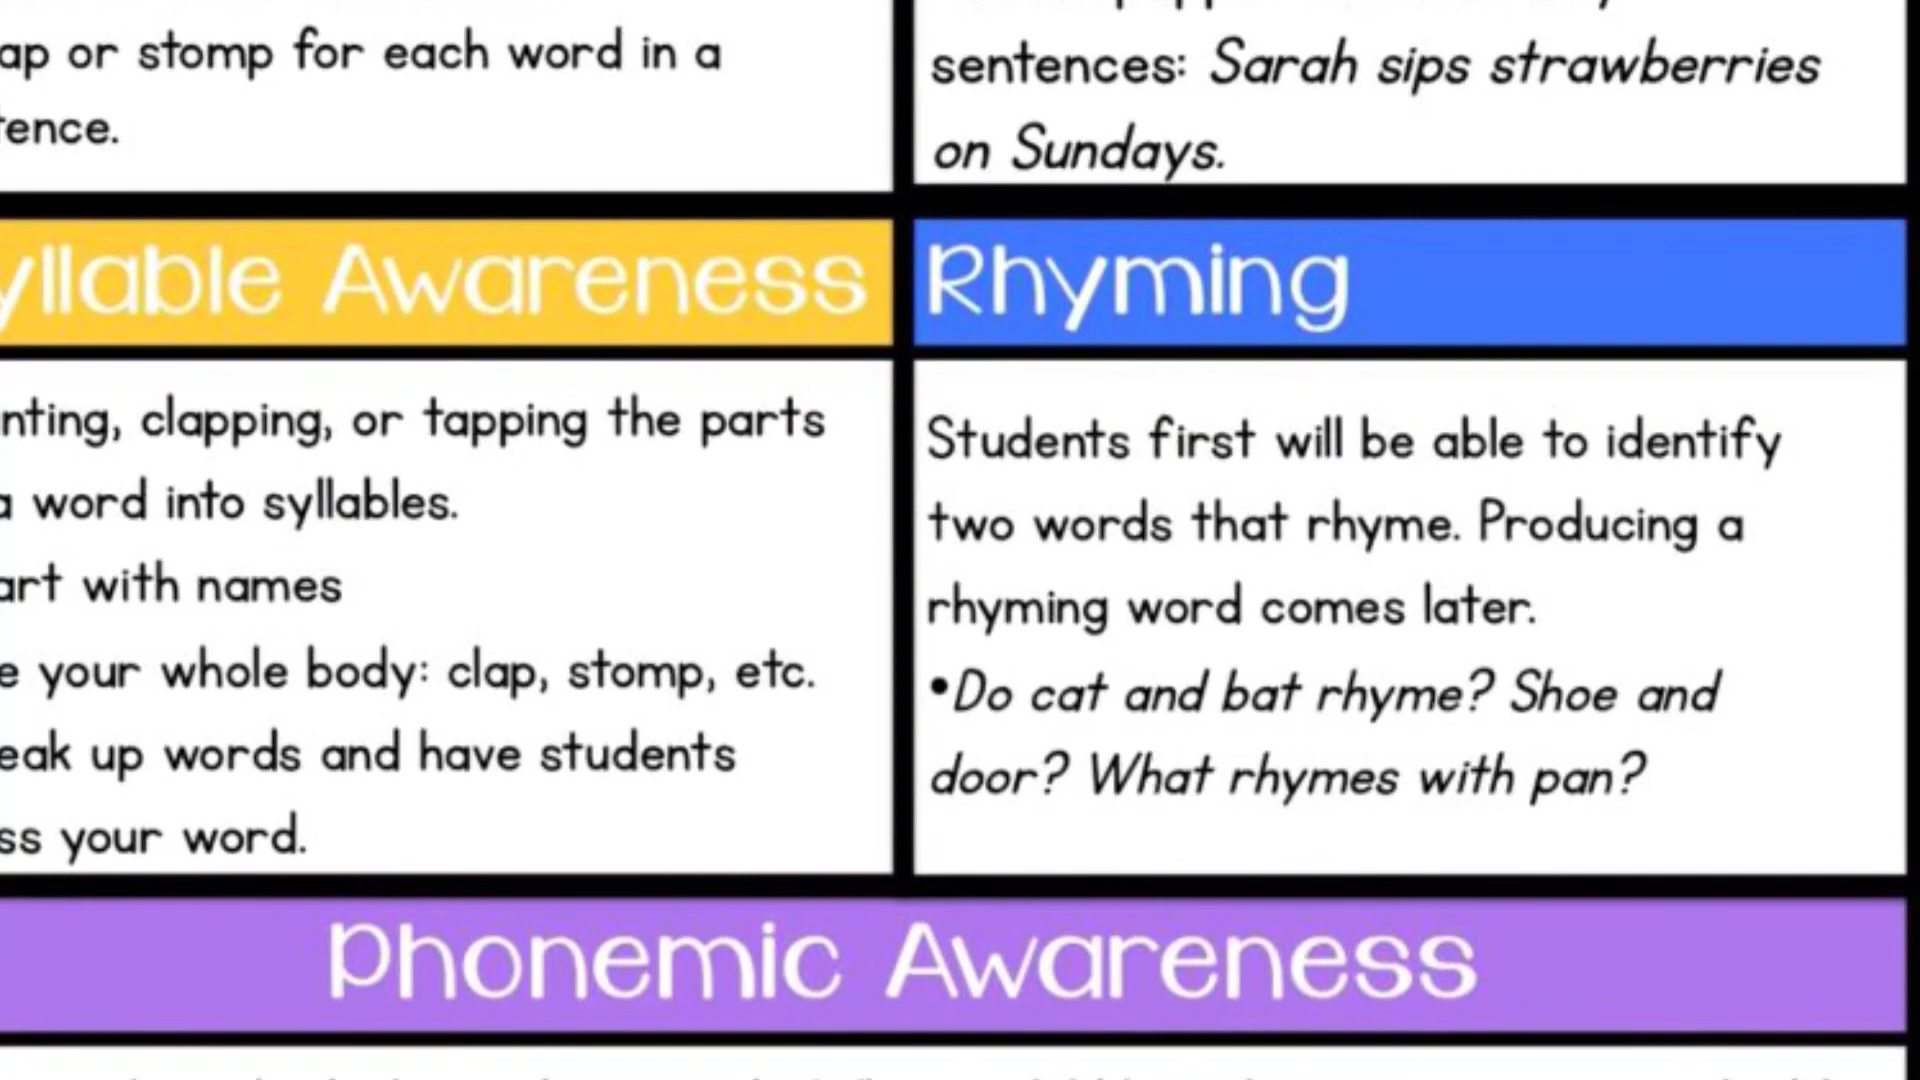 ap or stomp for each word in a
tence.
sentences: Sarah sips strawberries
on Sundays.
yllable Awareness
nting, clapping, or tapping the parts
a word into syllables.
art with names
e your whole body: clap, stomp, etc.
eak up words and have students
ss your word.
Rhyming
Students first will be able to identify
two words that rhyme. Producing a
rhyming word comes later.
•Do cat and bat rhyme? Shoe and
door? What rhymes with pan?
Phonemic Awareness